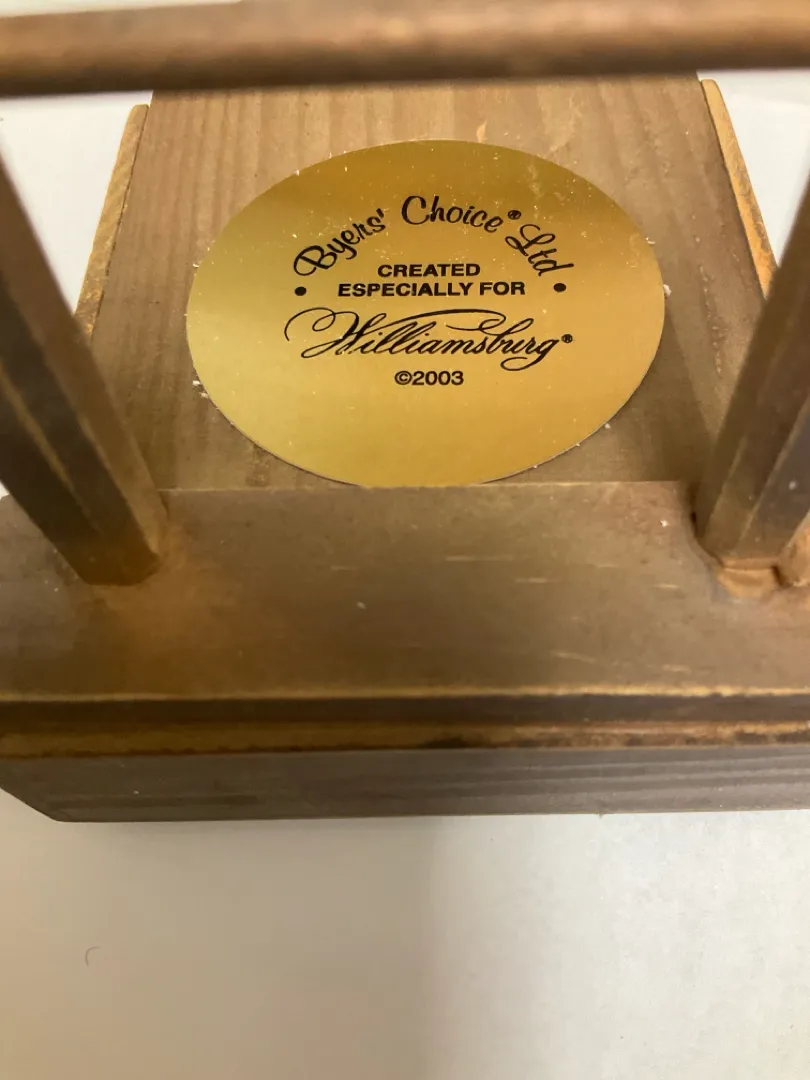 Byers' Choice® Ltd
CREATED
• ESPECIALLY FOR •
Williamsburg®
©2003